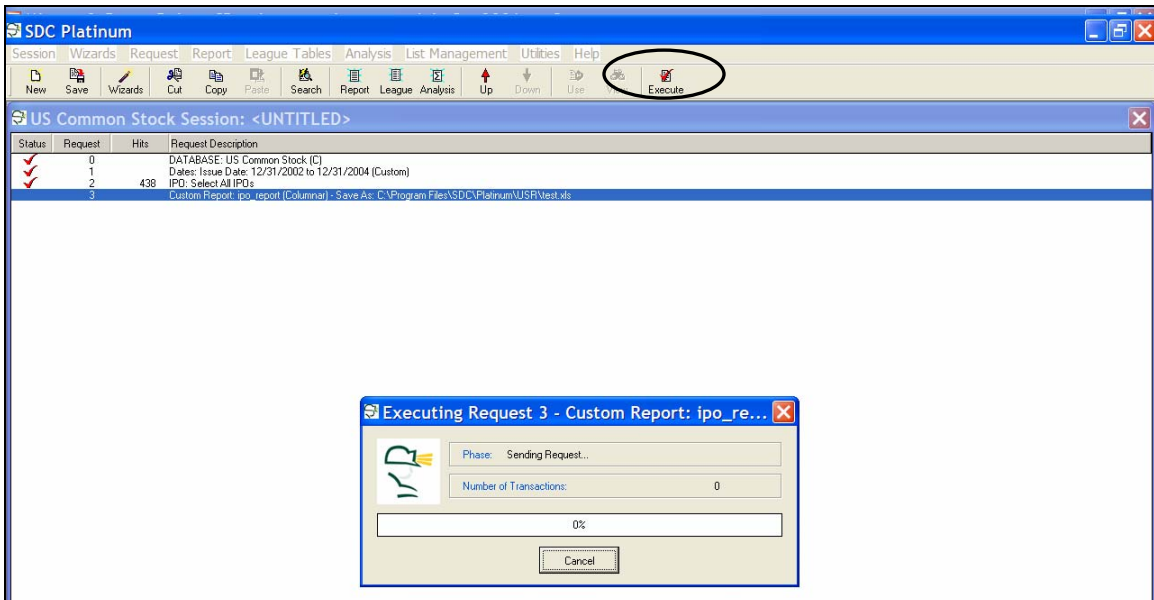 SDC Platinum
Session Wizards Request Report League Tables Analysis List Management Utilities Help
New Save Wizards Cut Copy Paste Search Report League Analysis Up Down Use View Execute
US Common Stock Session: <UNTITLED>
Status Request Hits Request Description
0 DATABASE: US Common Stock (C)
1 Dates: Issue Date: 12/31/2002 to 12/31/2004 (Custom)
2 438 IPO: Select All IPOs
3 Custom Report: ipo_report (Columnar) - Save As: C:\Program Files\SDC\Platinum\USR\test.xls
Executing Request 3 - Custom Report: ipo_re...
Phase: Sending Request...
Number of Transactions: 0
0%
Cancel